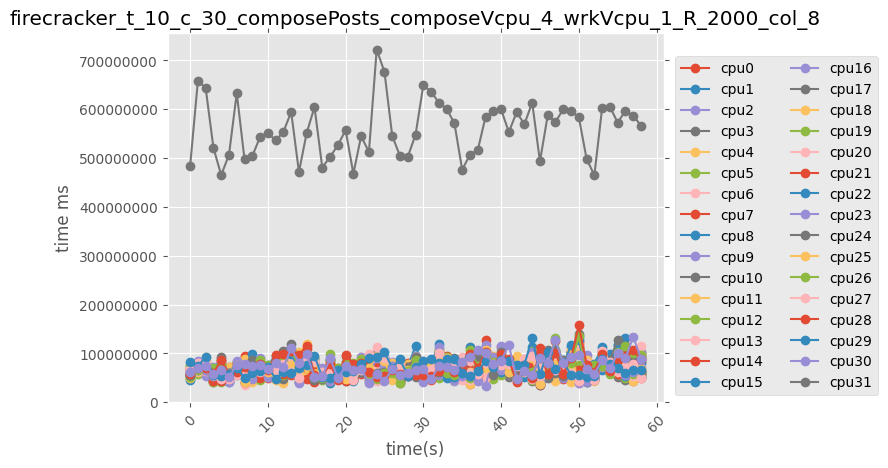 firecracker_t_10_c_30_composePosts_composeVcpu_4_wrkVcpu_1_R_2000_col_8
700000000
600000000
500000000
400000000
300000000
200000000
100000000
0
time ms
0
10
20
30
40
50
60
time(s)
cpu0
cpu1
cpu2
cpu3
cpu4
cpu5
cpu6
cpu7
cpu8
cpu9
cpu10
cpu11
cpu12
cpu13
cpu14
cpu15
cpu16
cpu17
cpu18
cpu19
cpu20
cpu21
cpu22
cpu23
cpu24
cpu25
cpu26
cpu27
cpu28
cpu29
cpu30
cpu31